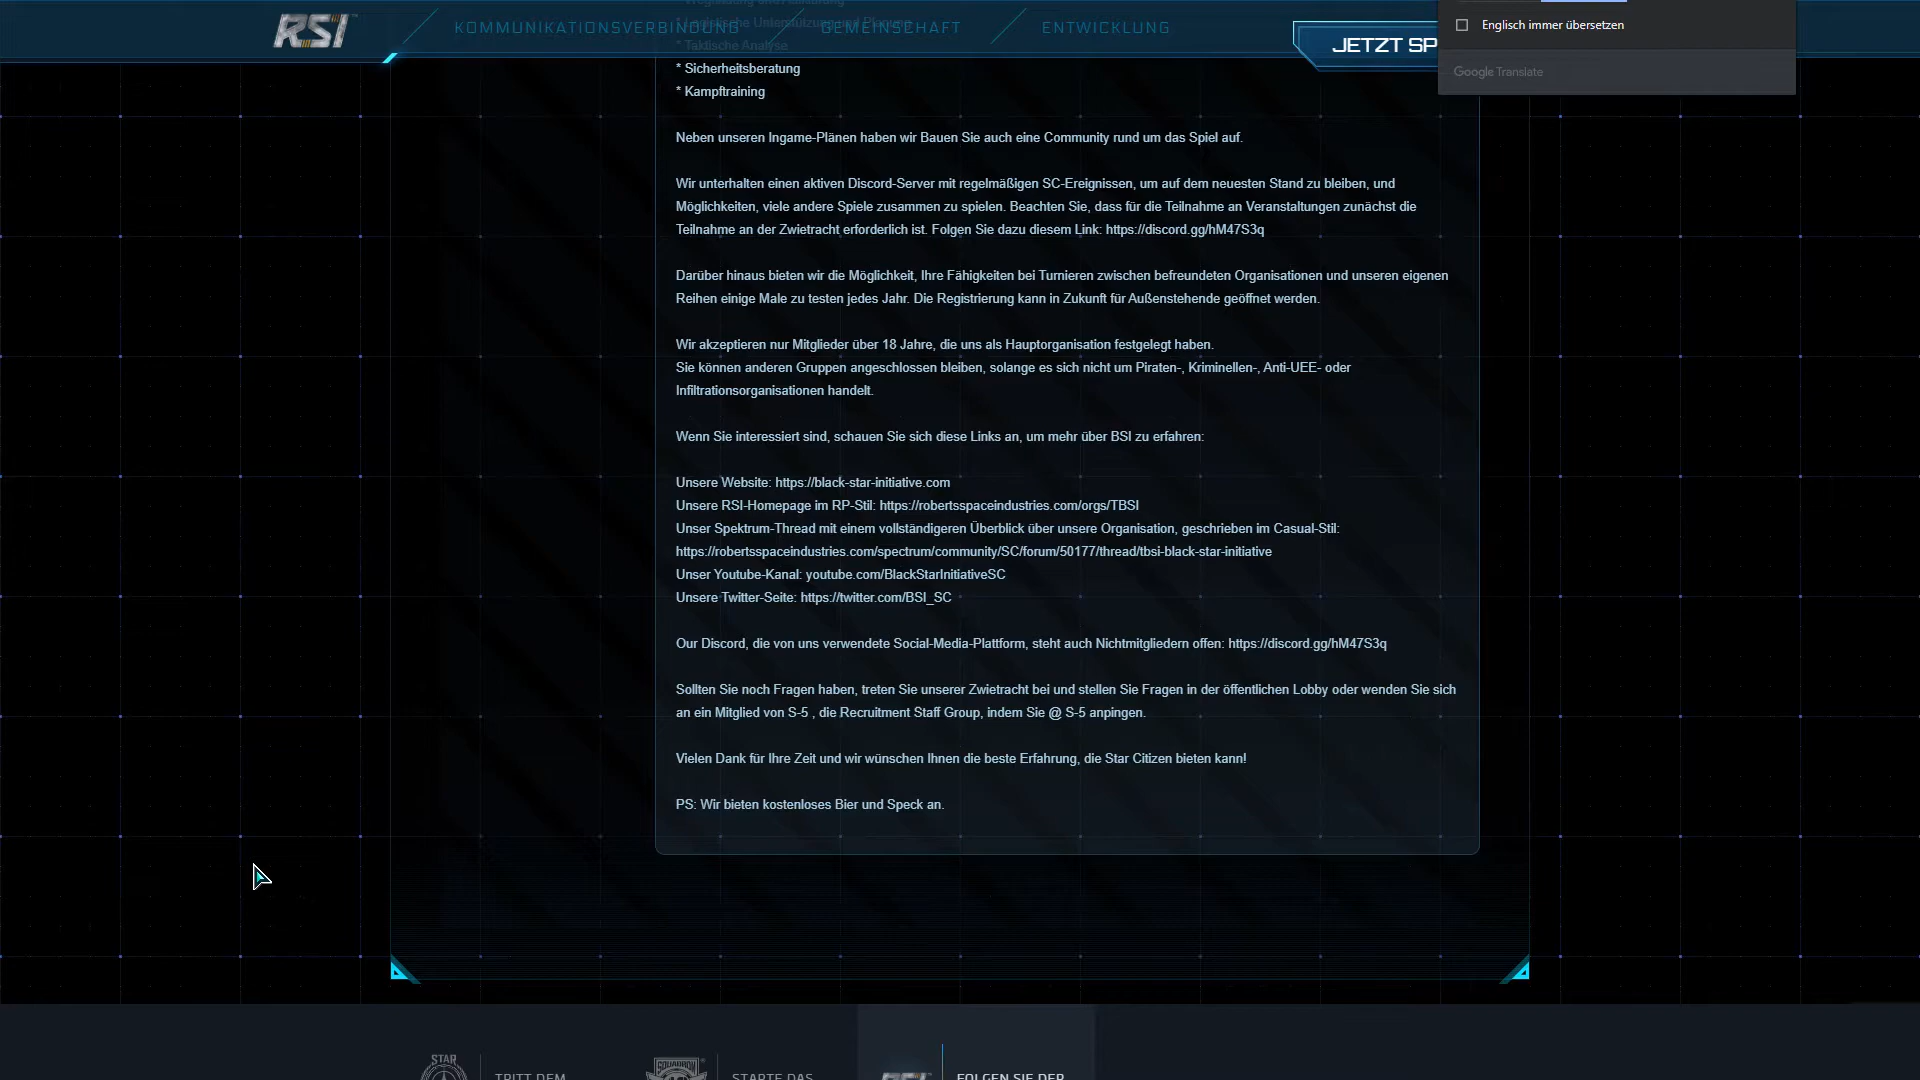 RSI
KOMMUNIKATIONSVERBINDUNG
GEMEINSCHAFT
ENTWICKLUNG
JETZT SP
Englisch immer übersetzen
Google Translate
* Logistische Unterstützung und Planung
* Taktische Analyse
* Sicherheitsberatung
* Kampftraining
Neben unseren Ingame-Plänen haben wir Bauen Sie auch eine Community rund um das Spiel auf.
Wir unterhalten einen aktiven Discord-Server mit regelmäßigen SC-Ereignissen, um auf dem neuesten Stand zu bleiben, und
Möglichkeiten, viele andere Spiele zusammen zu spielen. Beachten Sie, dass für die Teilnahme an Veranstaltungen zunächst die
Teilnahme an der Zwietracht erforderlich ist. Folgen Sie dazu diesem Link: https://discord.gg/hM47S3q
Darüber hinaus bieten wir die Möglichkeit, Ihre Fähigkeiten bei Turnieren zwischen befreundeten Organisationen und unseren eigenen
Reihen einige Male zu testen jedes Jahr. Die Registrierung kann in Zukunft für Außenstehende geöffnet werden.
Wir akzeptieren nur Mitglieder über 18 Jahre, die uns als Hauptorganisation festgelegt haben.
Sie können anderen Gruppen angeschlossen bleiben, solange es sich nicht um Piraten-, Kriminellen-, Anti-UEE- oder
Infiltrationsorganisationen handelt.
Wenn Sie interessiert sind, schauen Sie sich diese Links an, um mehr über BSI zu erfahren:
Unsere Website: https://black-star-initiative.com
Unsere RSI-Homepage im RP-Stil: https://robertsspaceindustries.com/orgs/TBSI
Unser Spektrum-Thread mit einem vollständigeren Überblick über unsere Organisation, geschrieben im Casual-Stil:
https://robertsspaceindustries.com/spectrum/community/SC/forum/50177/thread/tbsi-black-star-initiative
Unser Youtube-Kanal: youtube.com/BlackStarInitiativeSC
Unsere Twitter-Seite: https://twitter.com/BSI_SC
Our Discord, die von uns verwendete Social-Media-Plattform, steht auch Nichtmitgliedern offen: https://discord.gg/hM47S3q
Sollten Sie noch Fragen haben, treten Sie unserer Zwietracht bei und stellen Sie Fragen in der öffentlichen Lobby oder wenden Sie sich
an ein Mitglied von S-5 , die Recruitment Staff Group, indem Sie @ S-5 anpingen.
Vielen Dank für Ihre Zeit und wir wünschen Ihnen die beste Erfahrung, die Star Citizen bieten kann!
PS: Wir bieten kostenloses Bier und Speck an.
STAR
TRITT DEM
SQUADRON
STARTE DAS
RSI
FOLGEN SIE DER